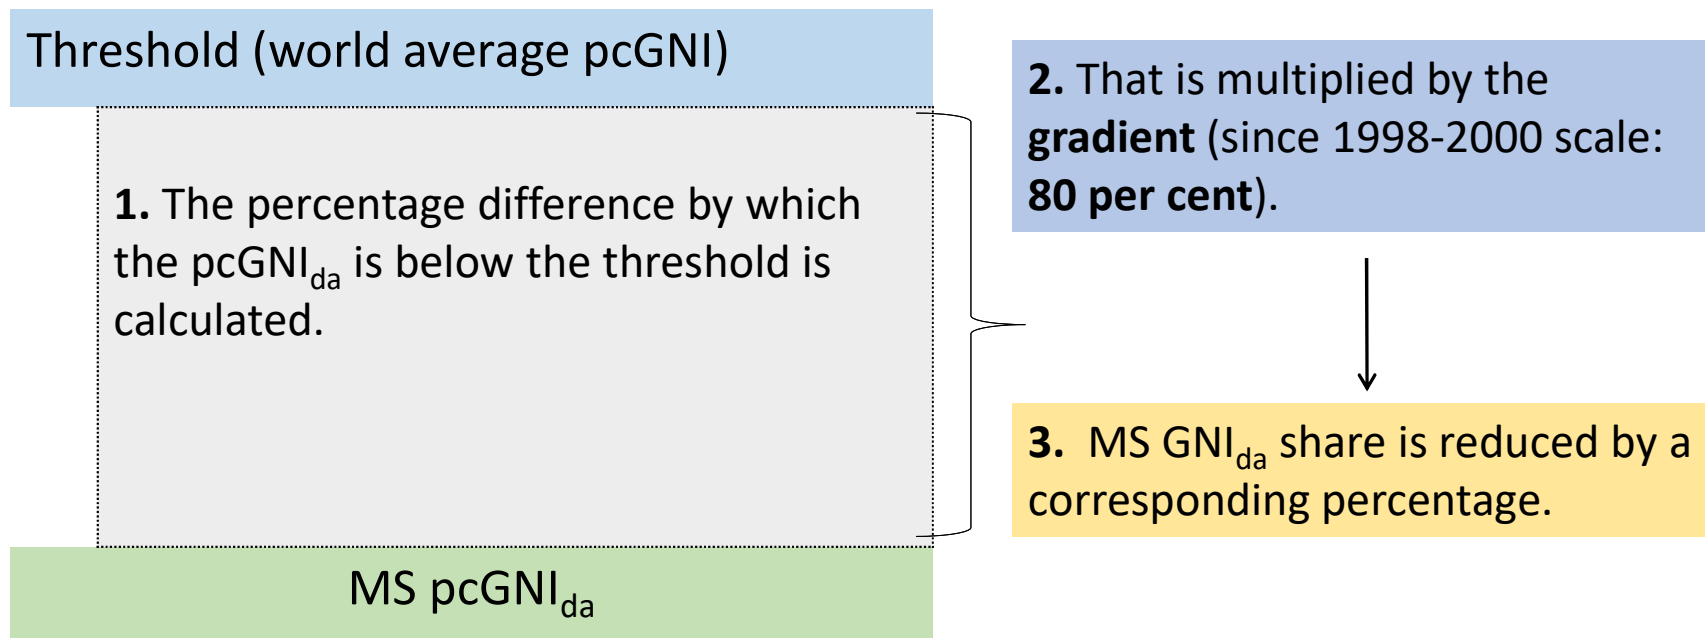 Threshold (world average pcGNI)
1. The percentage difference by which
the pcGNIda is below the threshold is
calculated.
MS pcGNIda
2. That is multiplied by the
gradient (since 1998-2000 scale:
80 per cent).
3. MS GNIda share is reduced by a
corresponding percentage.